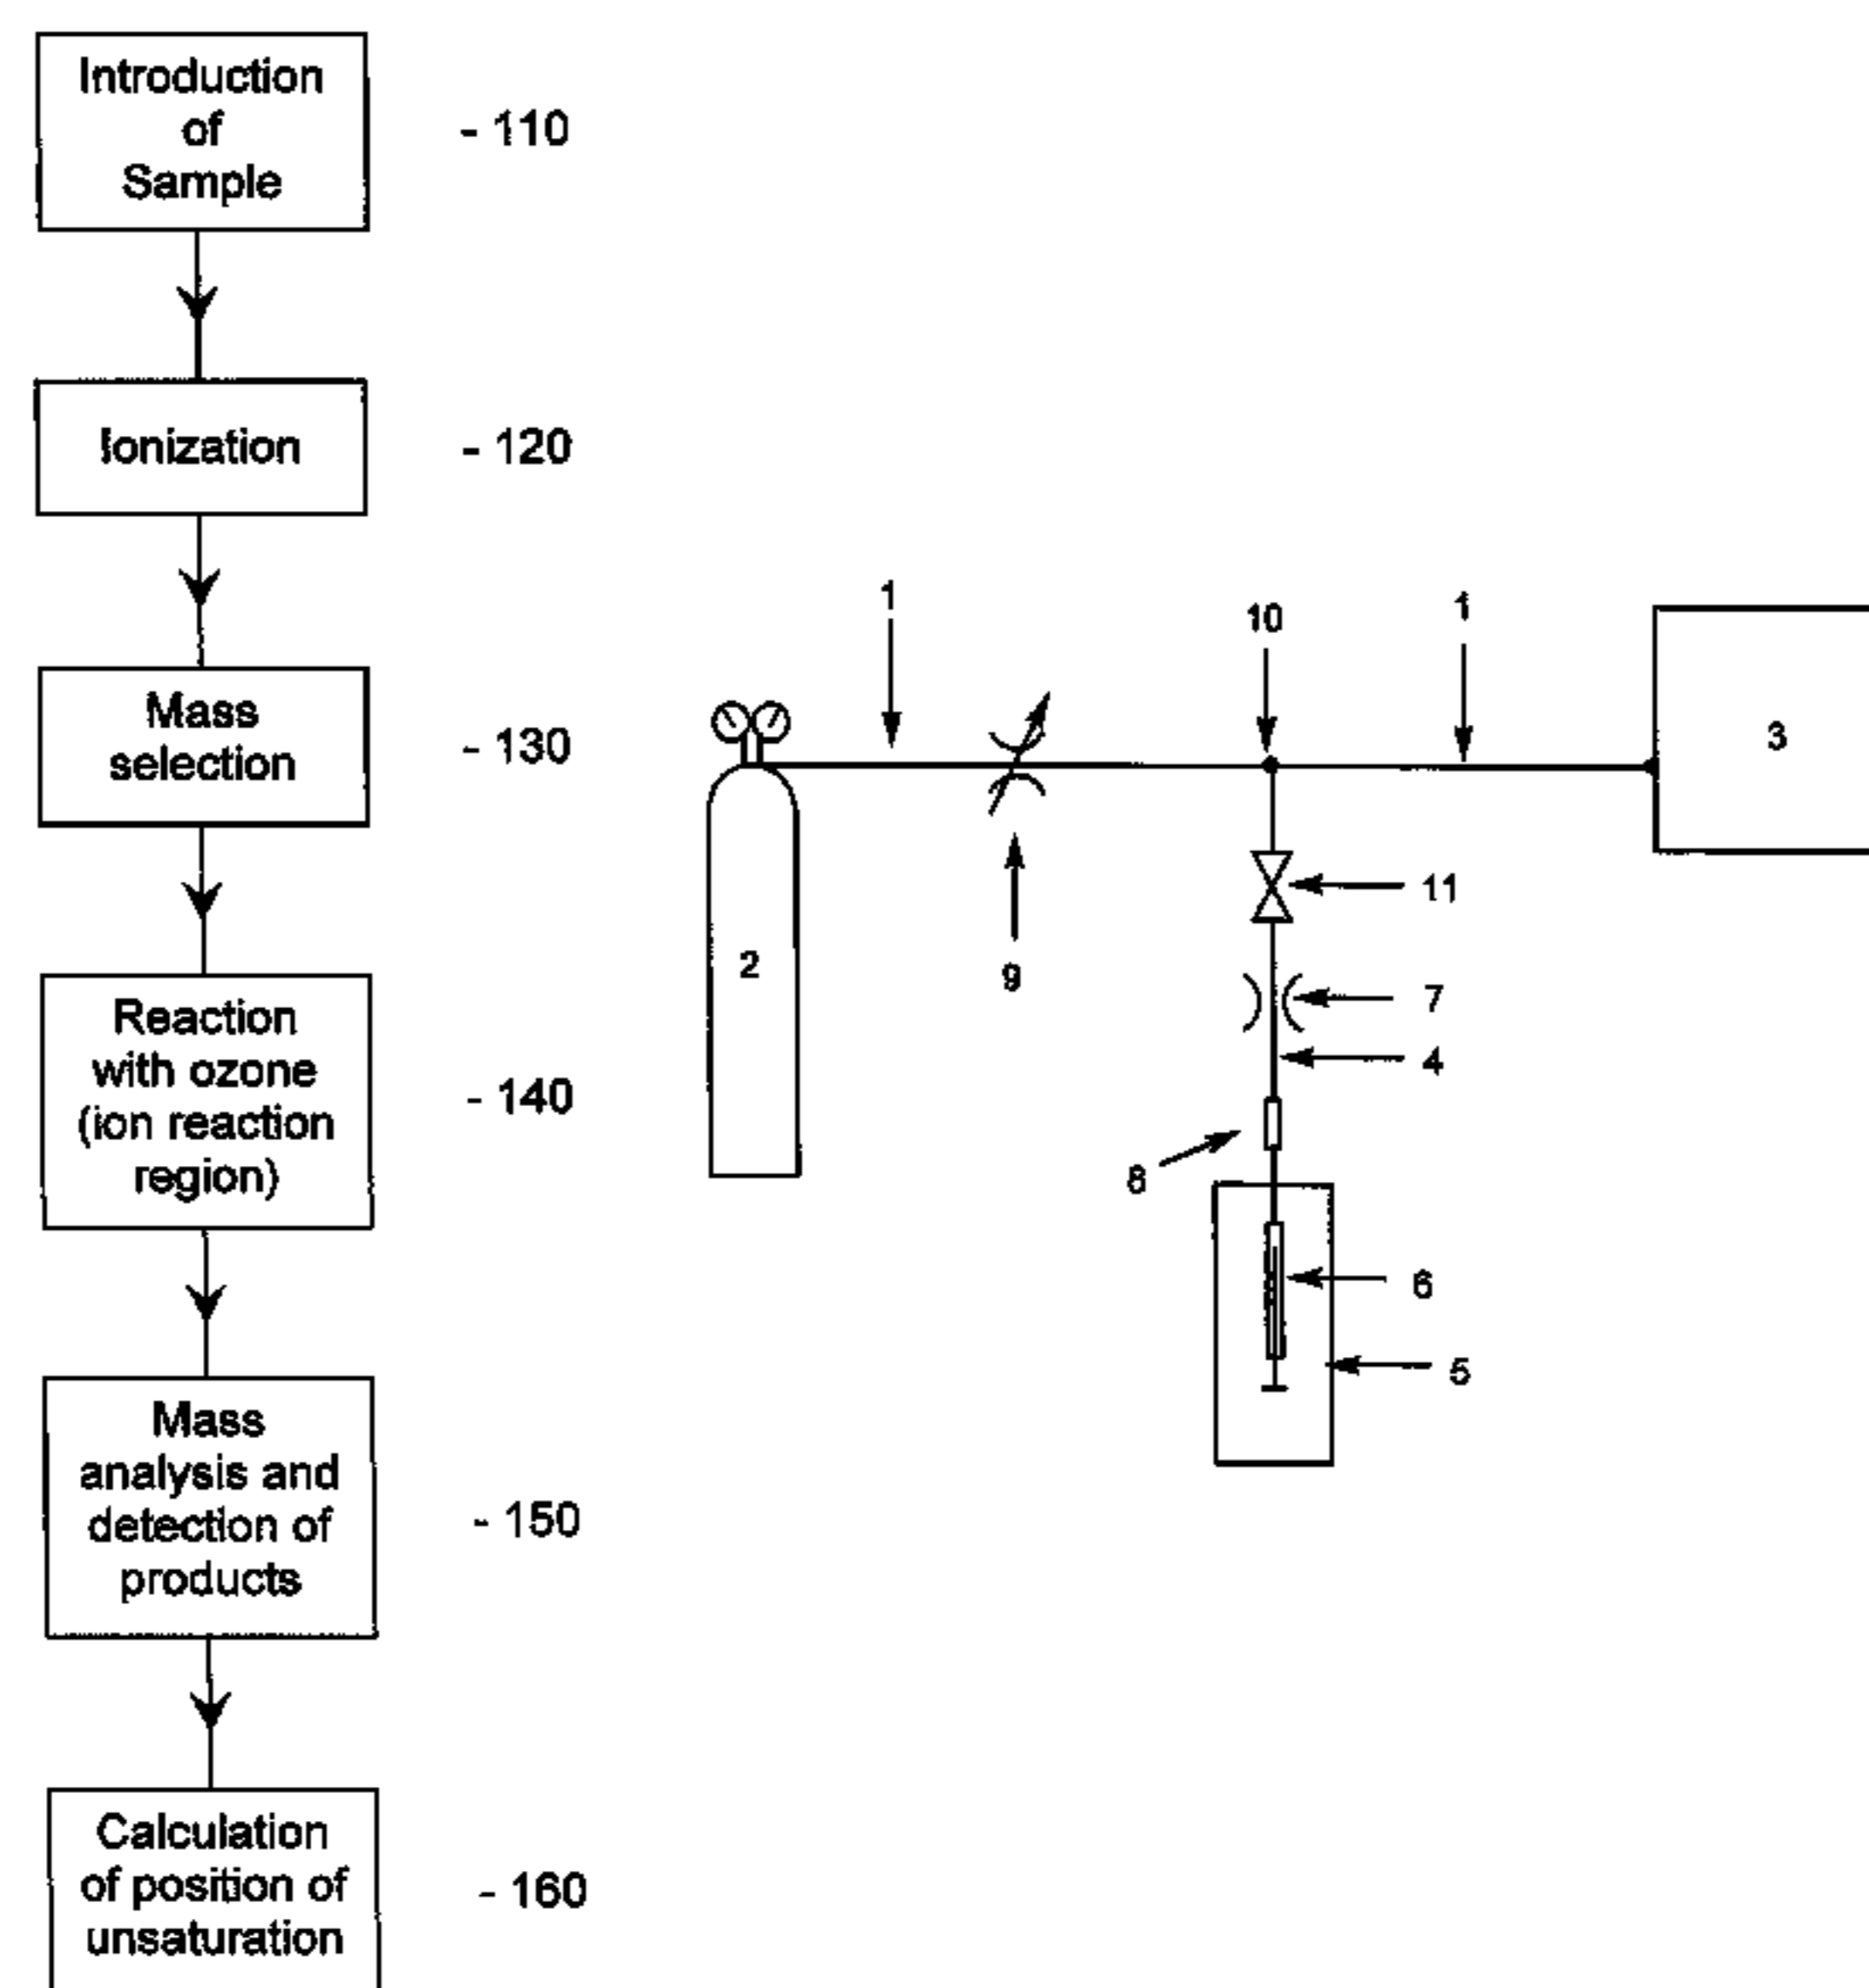 Introduction
of
Sample
- 110
Ionization
- 120
Mass
selection
- 130
Reaction
with ozone
(ion reaction
region)
- 140
Mass
analysis and
detection of
products
- 150
Calculation
of position of
unsaturation
- 160
1
10
1
3
2
9
11
7
4
8
6
5